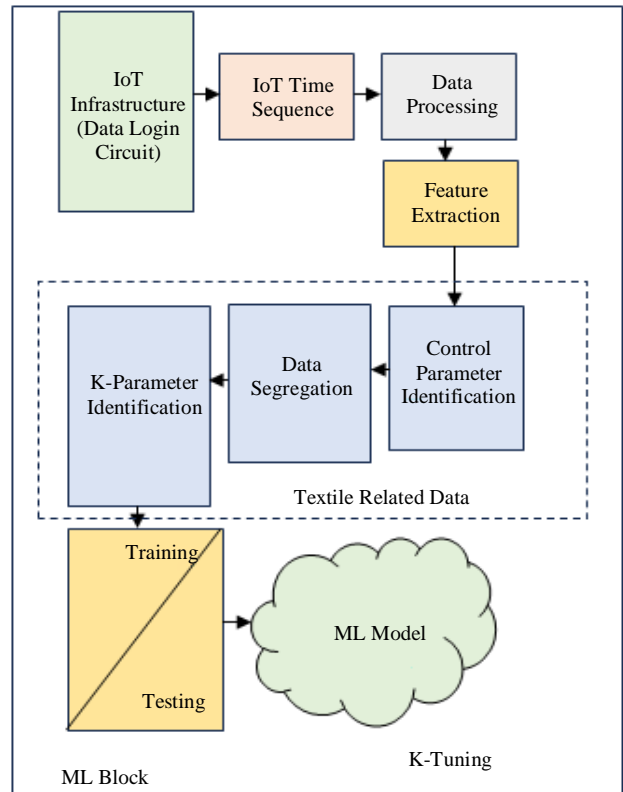 IoT
Infrastructure
(Data Login
Circuit)
IoT Time
Sequence
Data
Processing
Feature
Extraction
K-Parameter
Identification
Data
Segregation
Control
Parameter
Identification
Textile Related Data
Training
Testing
ML Model
K-Tuning
ML Block